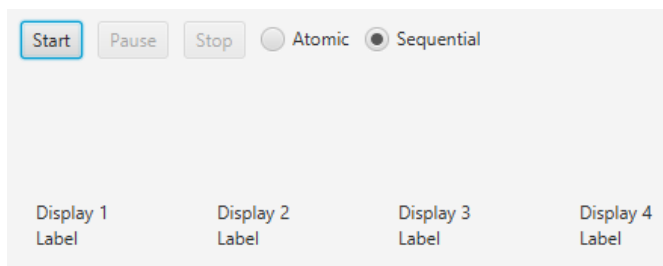 Start Pause Stop Atomic Sequential
Display 1 Display 2 Display 3 Display 4
Label Label Label Label